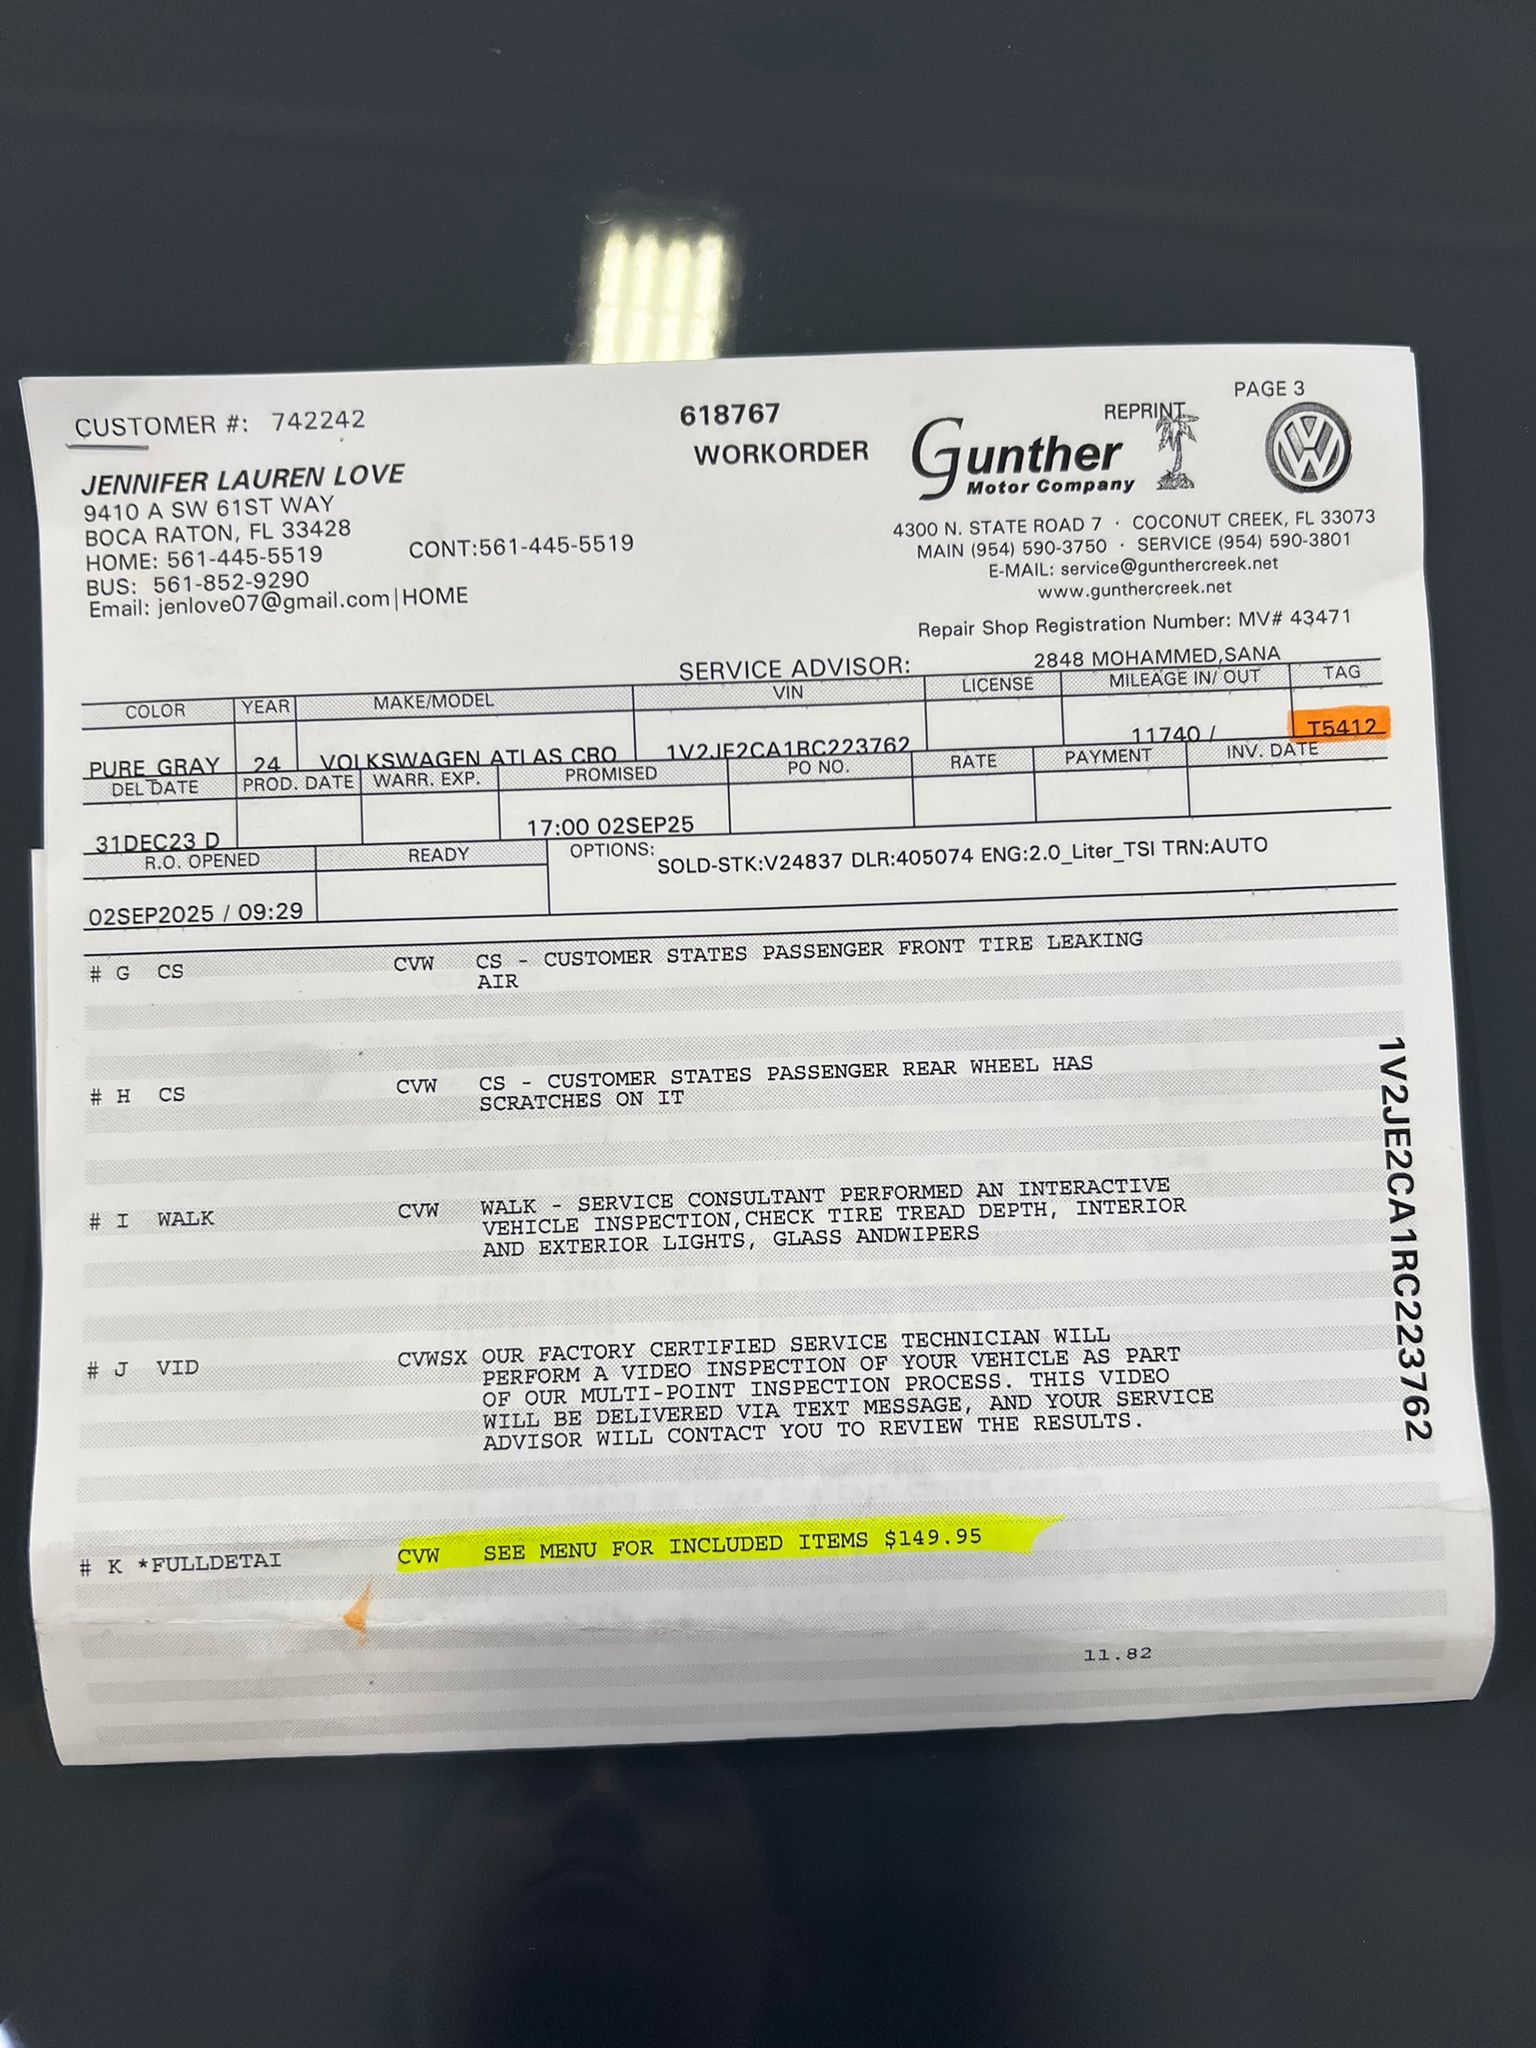 PAGE 3
REPRINT
CUSTOMER #: 742242
618767
WORKORDER
Gunther
Motor Company
JENNIFER LAUREN LOVE
9410 A SW 61ST WAY
BOCA RATON, FL 33428
HOME: 561-445-5519
CONT:561-445-5519
BUS: 561-852-9290
Email: jenlove07@gmail.com|HOME
4300 N. STATE ROAD 7 · COCONUT CREEK, FL 33073
MAIN (954) 590-3750 · SERVICE (954) 590-3801
E-MAIL: service@gunthercreek.net
www.gunthercreek.net
Repair Shop Registration Number: MV# 43471
SERVICE ADVISOR: 2848 MOHAMMED,SANA
COLOR YEAR MAKE/MODEL VIN LICENSE MILEAGE IN/ OUT TAG
PURE GRAY 24 VOLKSWAGEN ATLAS CRO 1V2JE2CA1RC223762 11740 / T5412
DEL DATE PROD. DATE WARR. EXP. PROMISED PO NO. RATE PAYMENT INV. DATE
31DEC23 D 17:00 02SEP25
R.O. OPENED READY OPTIONS: SOLD-STK:V24837 DLR:405074 ENG:2.0_Liter_TSI TRN:AUTO
02SEP2025 / 09:29
# G CS CVW CS - CUSTOMER STATES PASSENGER FRONT TIRE LEAKING
AIR
# H CS CVW CS - CUSTOMER STATES PASSENGER REAR WHEEL HAS
SCRATCHES ON IT
# I WALK CVW WALK - SERVICE CONSULTANT PERFORMED AN INTERACTIVE
VEHICLE INSPECTION,CHECK TIRE TREAD DEPTH, INTERIOR
AND EXTERIOR LIGHTS, GLASS ANDWIPERS
# J VID CVWSX OUR FACTORY CERTIFIED SERVICE TECHNICIAN WILL
PERFORM A VIDEO INSPECTION OF YOUR VEHICLE AS PART
OF OUR MULTI-POINT INSPECTION PROCESS. THIS VIDEO
WILL BE DELIVERED VIA TEXT MESSAGE, AND YOUR SERVICE
ADVISOR WILL CONTACT YOU TO REVIEW THE RESULTS.
# K *FULLDETAI CVW SEE MENU FOR INCLUDED ITEMS $149.95
11.82
1V2JE2CA1RC223762